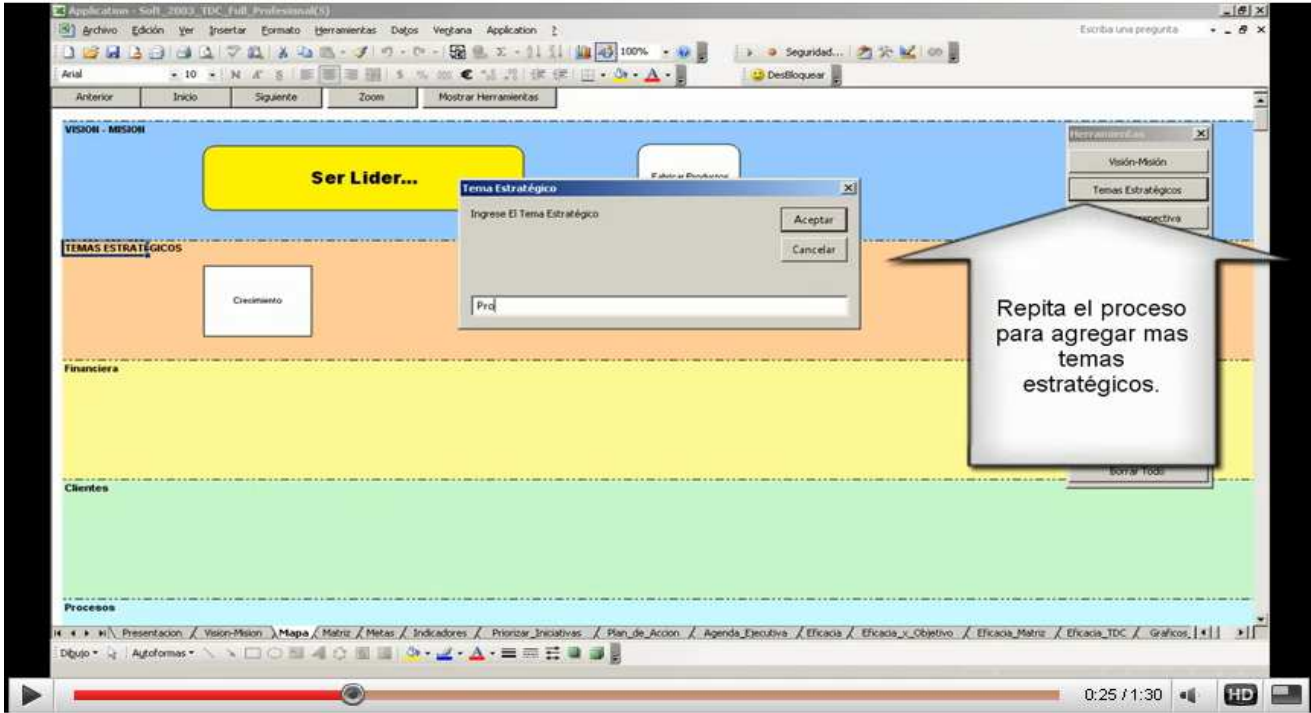 Application - Soft_2003_TDC_Full_Profesional(S)
Archivo Edición Ver Insertar Formato Herramientas Datos Ventana Application ?
Escriba una pregunta
100% Seguridad...
Arial 10 N K S $ % 000 € DesBloquear
Anterior Inicio Siguiente Zoom Mostrar Herramientas
VISION - MISION
Herramientas
Visión-Misión
Ser Lider...
Fabricar Productos
Temas Estratégicos
Tema Estratégico
Ingrese El Tema Estratégico
Aceptar
Cancelar
Pro
TEMAS ESTRATÉGICOS
Crecimiento
Repita el proceso
para agregar mas
temas
estratégicos.
Financiera
Borrar Todo
Clientes
Procesos
Presentacion / Vision-Mision / Mapa / Matriz / Metas / Indicadores / Priorizar_Iniciativas / Plan_de_Accion / Agenda_Ejecutiva / Eficacia / Eficacia_x_Objetivo / Eficacia_Matriz / Eficacia_TDC / Graficos_
Dibujo Autoformas
0:25 / 1:30 HD